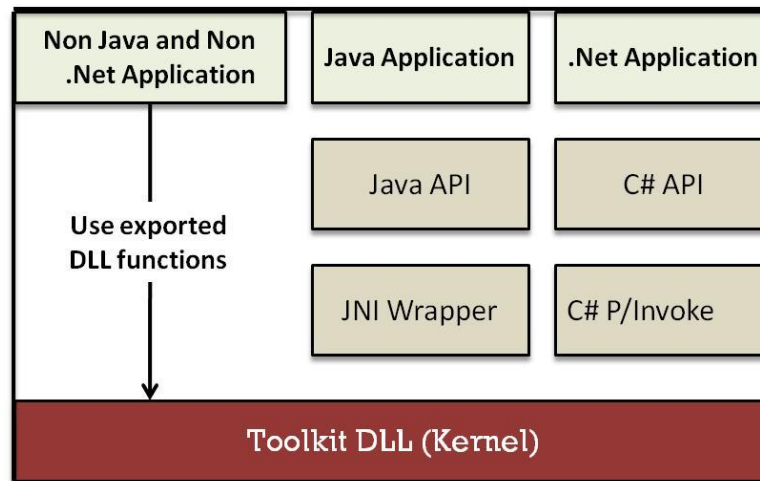 Non Java and Non
.Net Application
Java Application
.Net Application
Java API
C# API
Use exported
DLL functions
JNI Wrapper
C# P/Invoke
Toolkit DLL (Kernel)